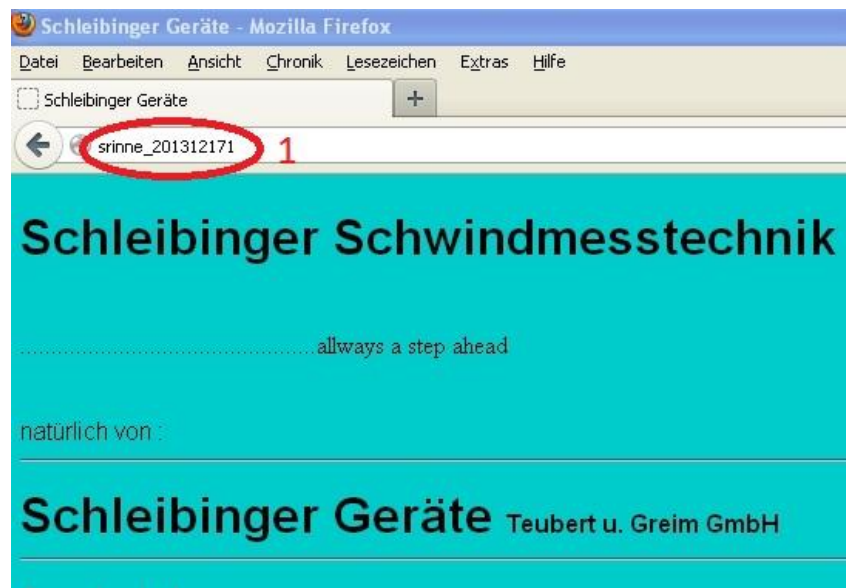 Schleibinger Geräte - Mozilla Firefox
Datei Bearbeiten Ansicht Chronik Lesezeichen Extras Hilfe
Schleibinger Geräte +
srinne_201312171 1
Schleibinger Schwindmesstechnik
.................................................allways a step ahead
natürlich von :
Schleibinger Geräte Teubert u. Greim GmbH